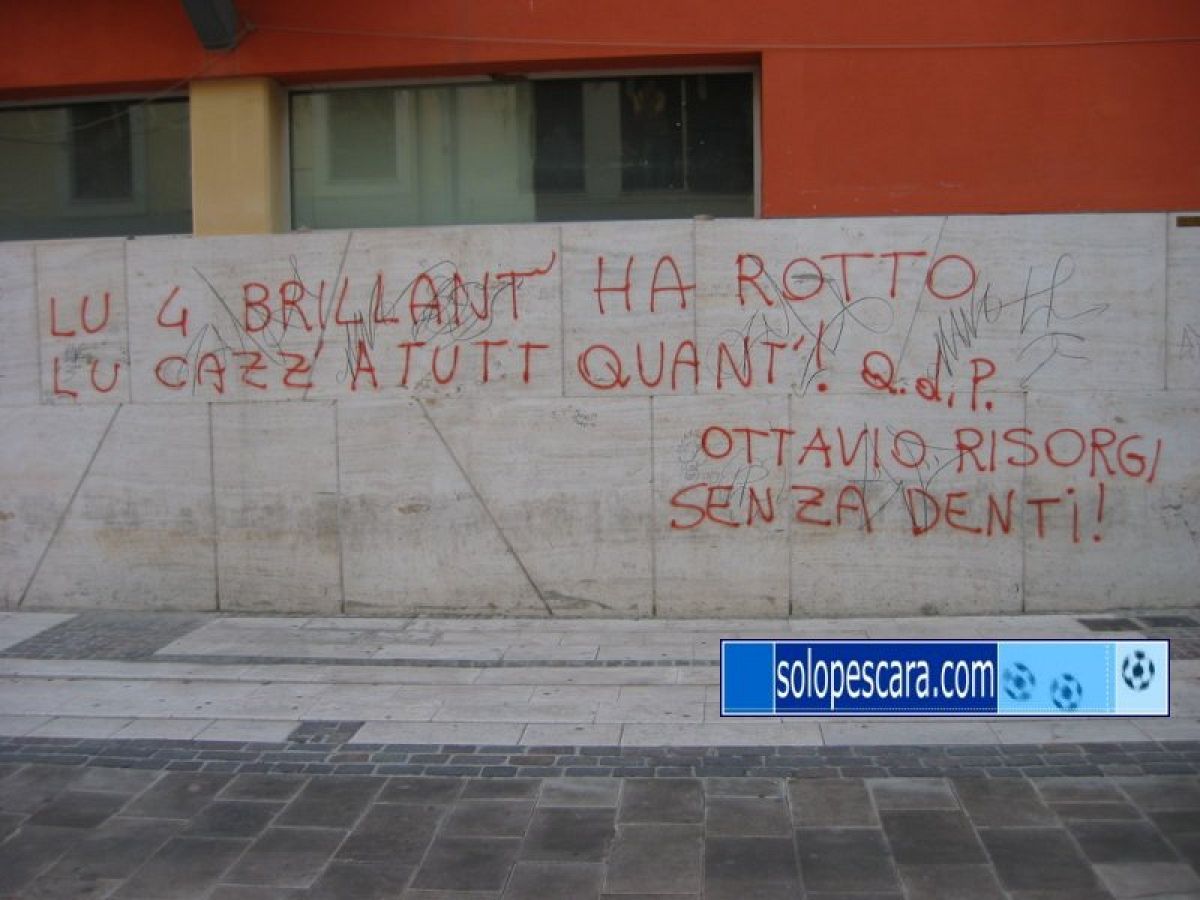 LU 4 BRILLANT' HA ROTTO
LU CAZZ' A TUTT QUANT'! Q.d.P.
OTTAVIO RISORGI
SENZA DENTI!
solopescara.com